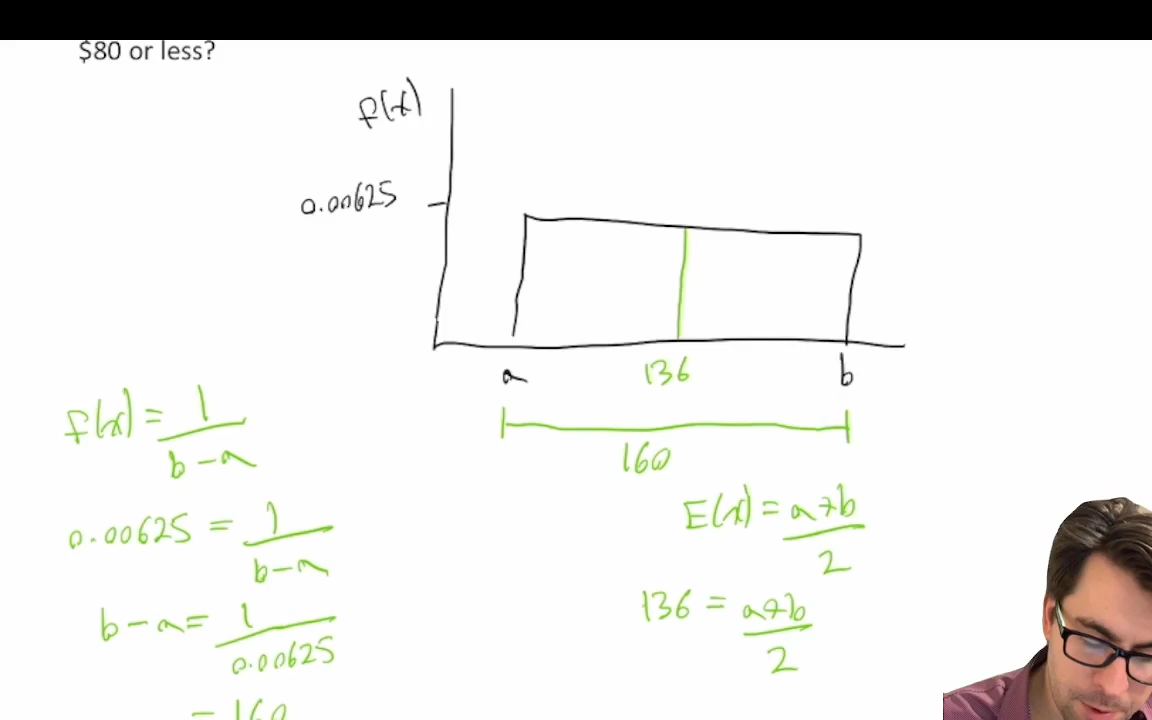 $80 or less?
f(x)
0.00625
a 136 b
160
f(x) = 1/(b-a)
0.00625 = 1/(b-a)
b-a = 1/0.00625
= 160
E(x) = (a+b)/2
136 = (a+b)/2